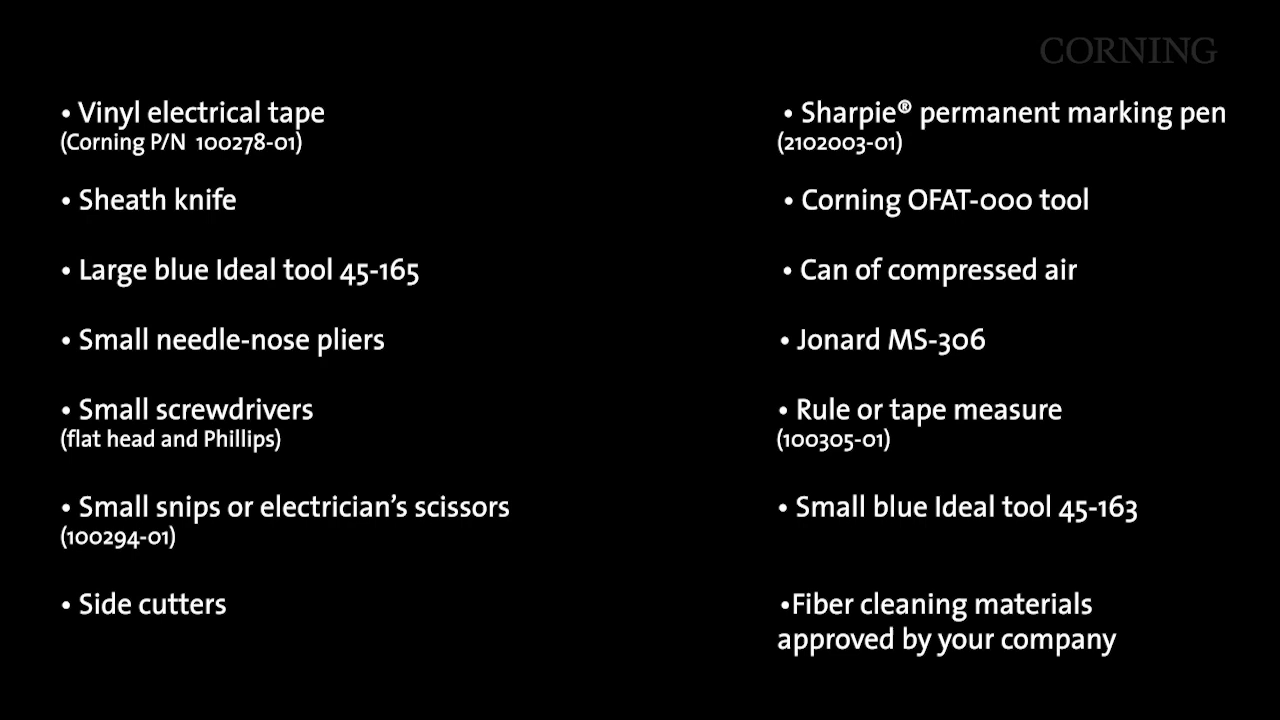 CORNING
• Vinyl electrical tape
(Corning P/N 100278-01)
• Sheath knife
• Large blue Ideal tool 45-165
• Small needle-nose pliers
• Small screwdrivers
(flat head and Phillips)
• Small snips or electrician’s scissors
(100294-01)
• Side cutters
• Sharpie® permanent marking pen
(2102003-01)
• Corning OFAT-000 tool
• Can of compressed air
• Jonard MS-306
• Rule or tape measure
(100305-01)
• Small blue Ideal tool 45-163
•Fiber cleaning materials
approved by your company